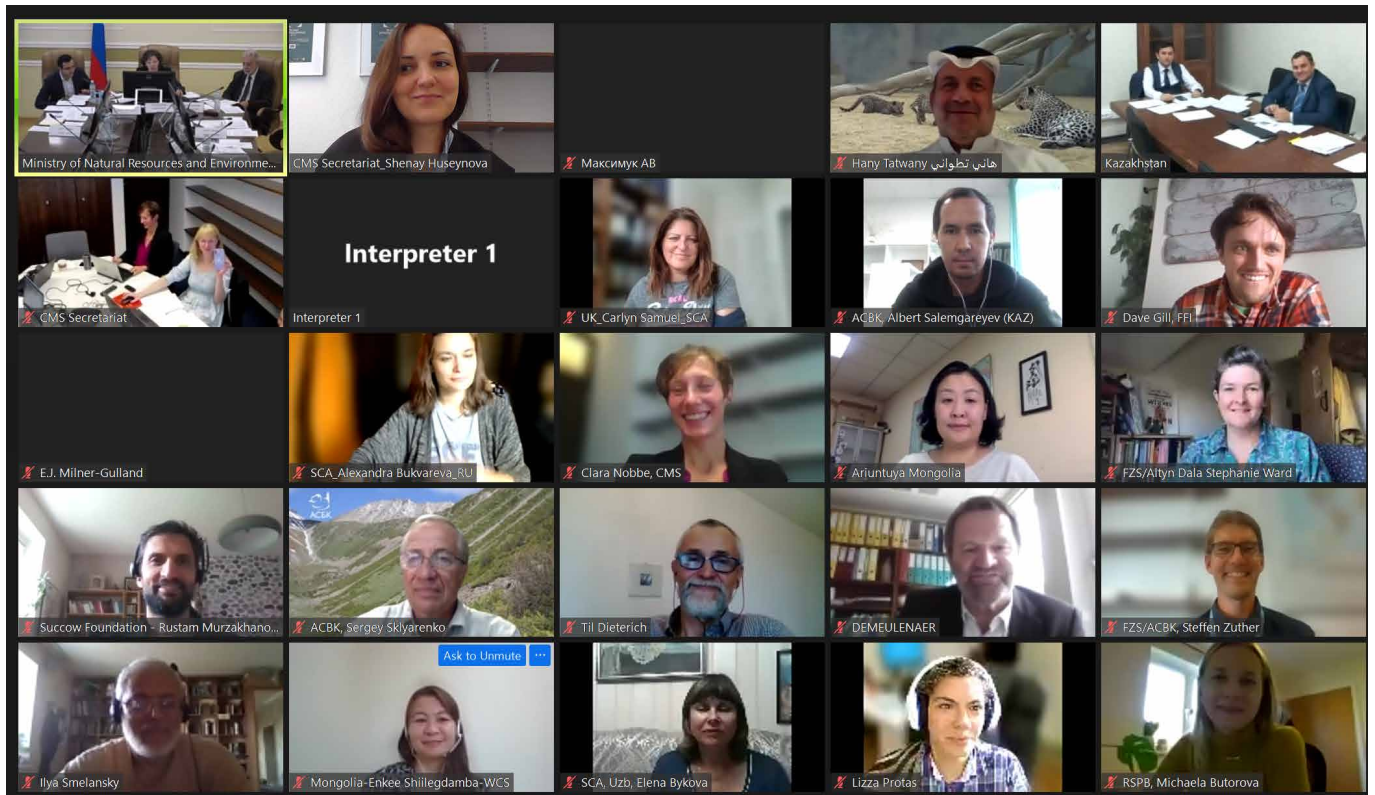 Ministry of Natural Resources and Environme...
CMS Secretariat_Shenay Huseynova
Максимук АВ
Hany Tatwany هاني تطواني
Kazakhstan
CMS Secretariat
Interpreter 1
Interpreter 1
UK_Carlyn Samuel_SCA
ACBK, Albert Salemgareyev (KAZ)
Dave Gill, FFI
E.J. Milner-Gulland
SCA_Alexandra Bukvareva_RU
Clara Nobbe, CMS
Ariuntuya Mongolia
FZS/Altyn Dala Stephanie Ward
ACBK
Succow Foundation - Rustam Murzakhano...
ACBK, Sergey Sklyarenko
Til Dieterich
DEMEULENAER
FZS/ACBK, Steffen Zuther
Ask to Unmute ...
Ilya Smelansky
Mongolia-Enkee Shiilegdamba-WCS
SCA, Uzb, Elena Bykova
Lizza Protas
RSPB, Michaela Butorova